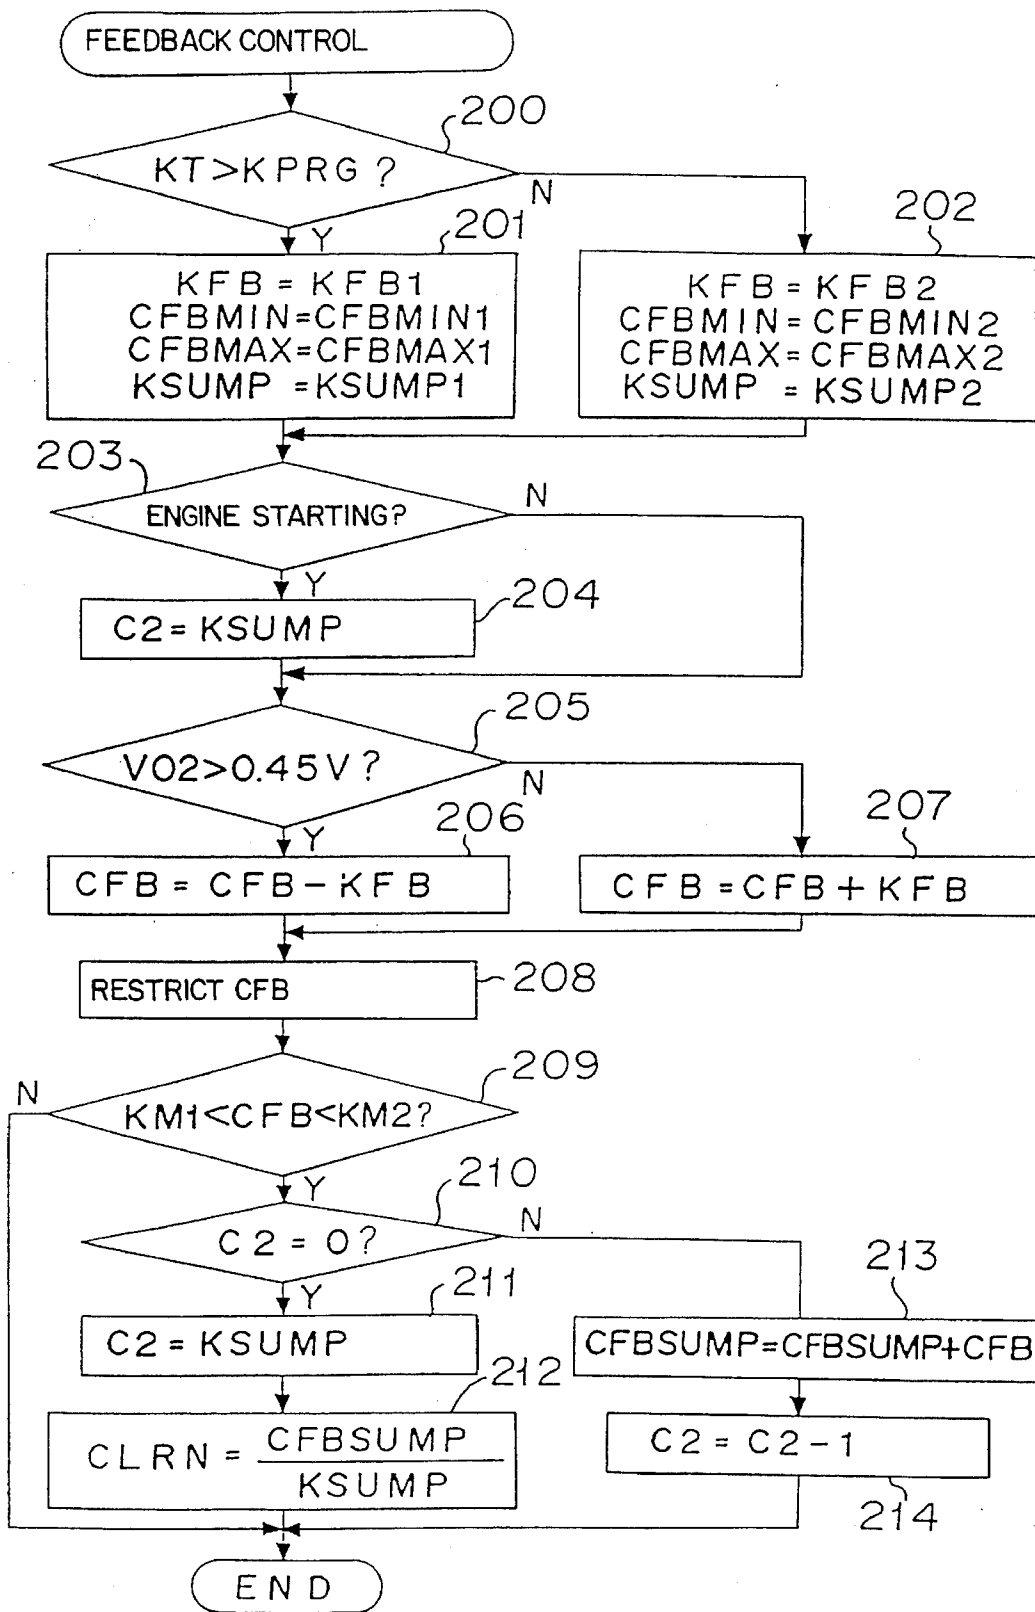 FEEDBACK CONTROL
200
KT>KPRG?
N
Y
201
202
KFB = KFB1
CFBMIN=CFBMIN1
CFBMAX=CFBMAX1
KSUMP =KSUMP1
KFB = KFB2
CFBMIN=CFBMIN2
CFBMAX=CFBMAX2
KSUMP = KSUMP2
203
ENGINE STARTING?
N
Y
204
C2=KSUMP
205
VO2>0.45V?
N
Y
206
207
CFB = CFB-KFB
CFB =CFB+KFB
208
RESTRICT CFB
209
N
KM1<CFB<KM2?
Y
210
C2=0?
N
Y
211
213
C2=KSUMP
CFBSUMP=CFBSUMP+CFB
212
CLRN = CFBSUMP
KSUMP
C2=C2-1
214
END